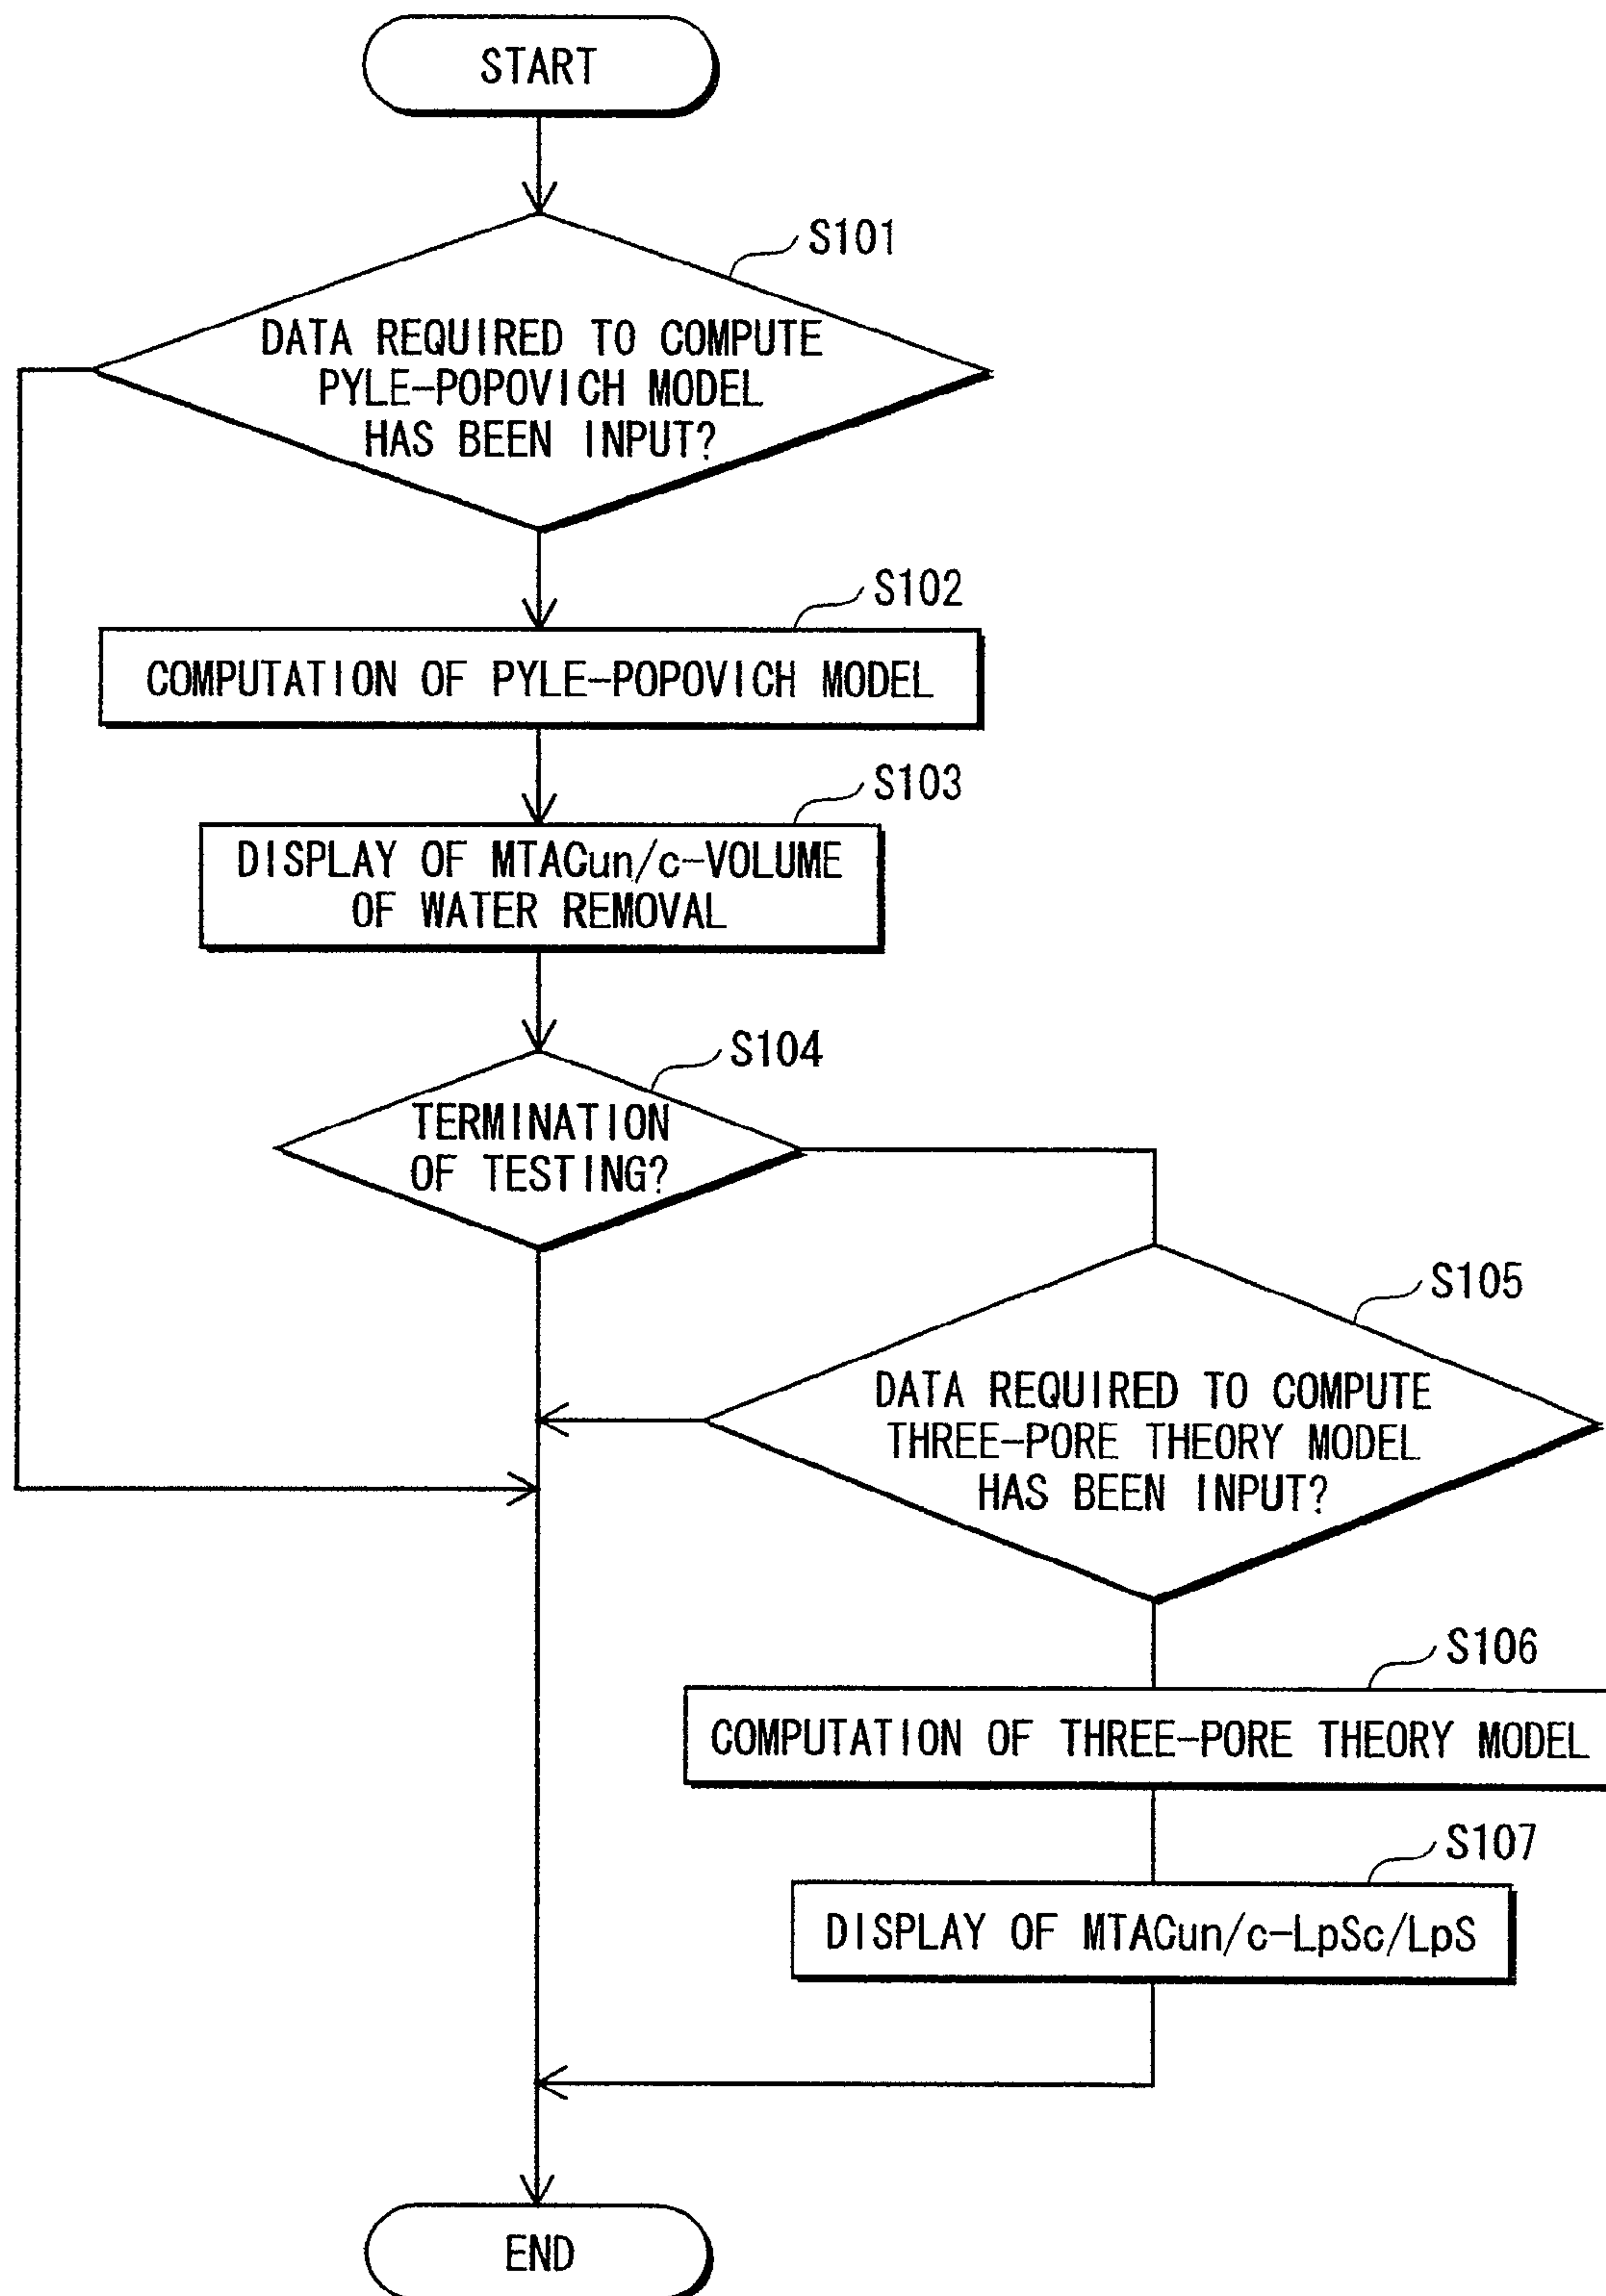 START
S101
DATA REQUIRED TO COMPUTE
PYLE-POPOVICH MODEL
HAS BEEN INPUT?
S102
COMPUTATION OF PYLE-POPOVICH MODEL
S103
DISPLAY OF MTACun/c-VOLUME
OF WATER REMOVAL
S104
TERMINATION
OF TESTING?
S105
DATA REQUIRED TO COMPUTE
THREE-PORE THEORY MODEL
HAS BEEN INPUT?
S106
COMPUTATION OF THREE-PORE THEORY MODEL
S107
DISPLAY OF MTACun/c-LpSc/LpS
END